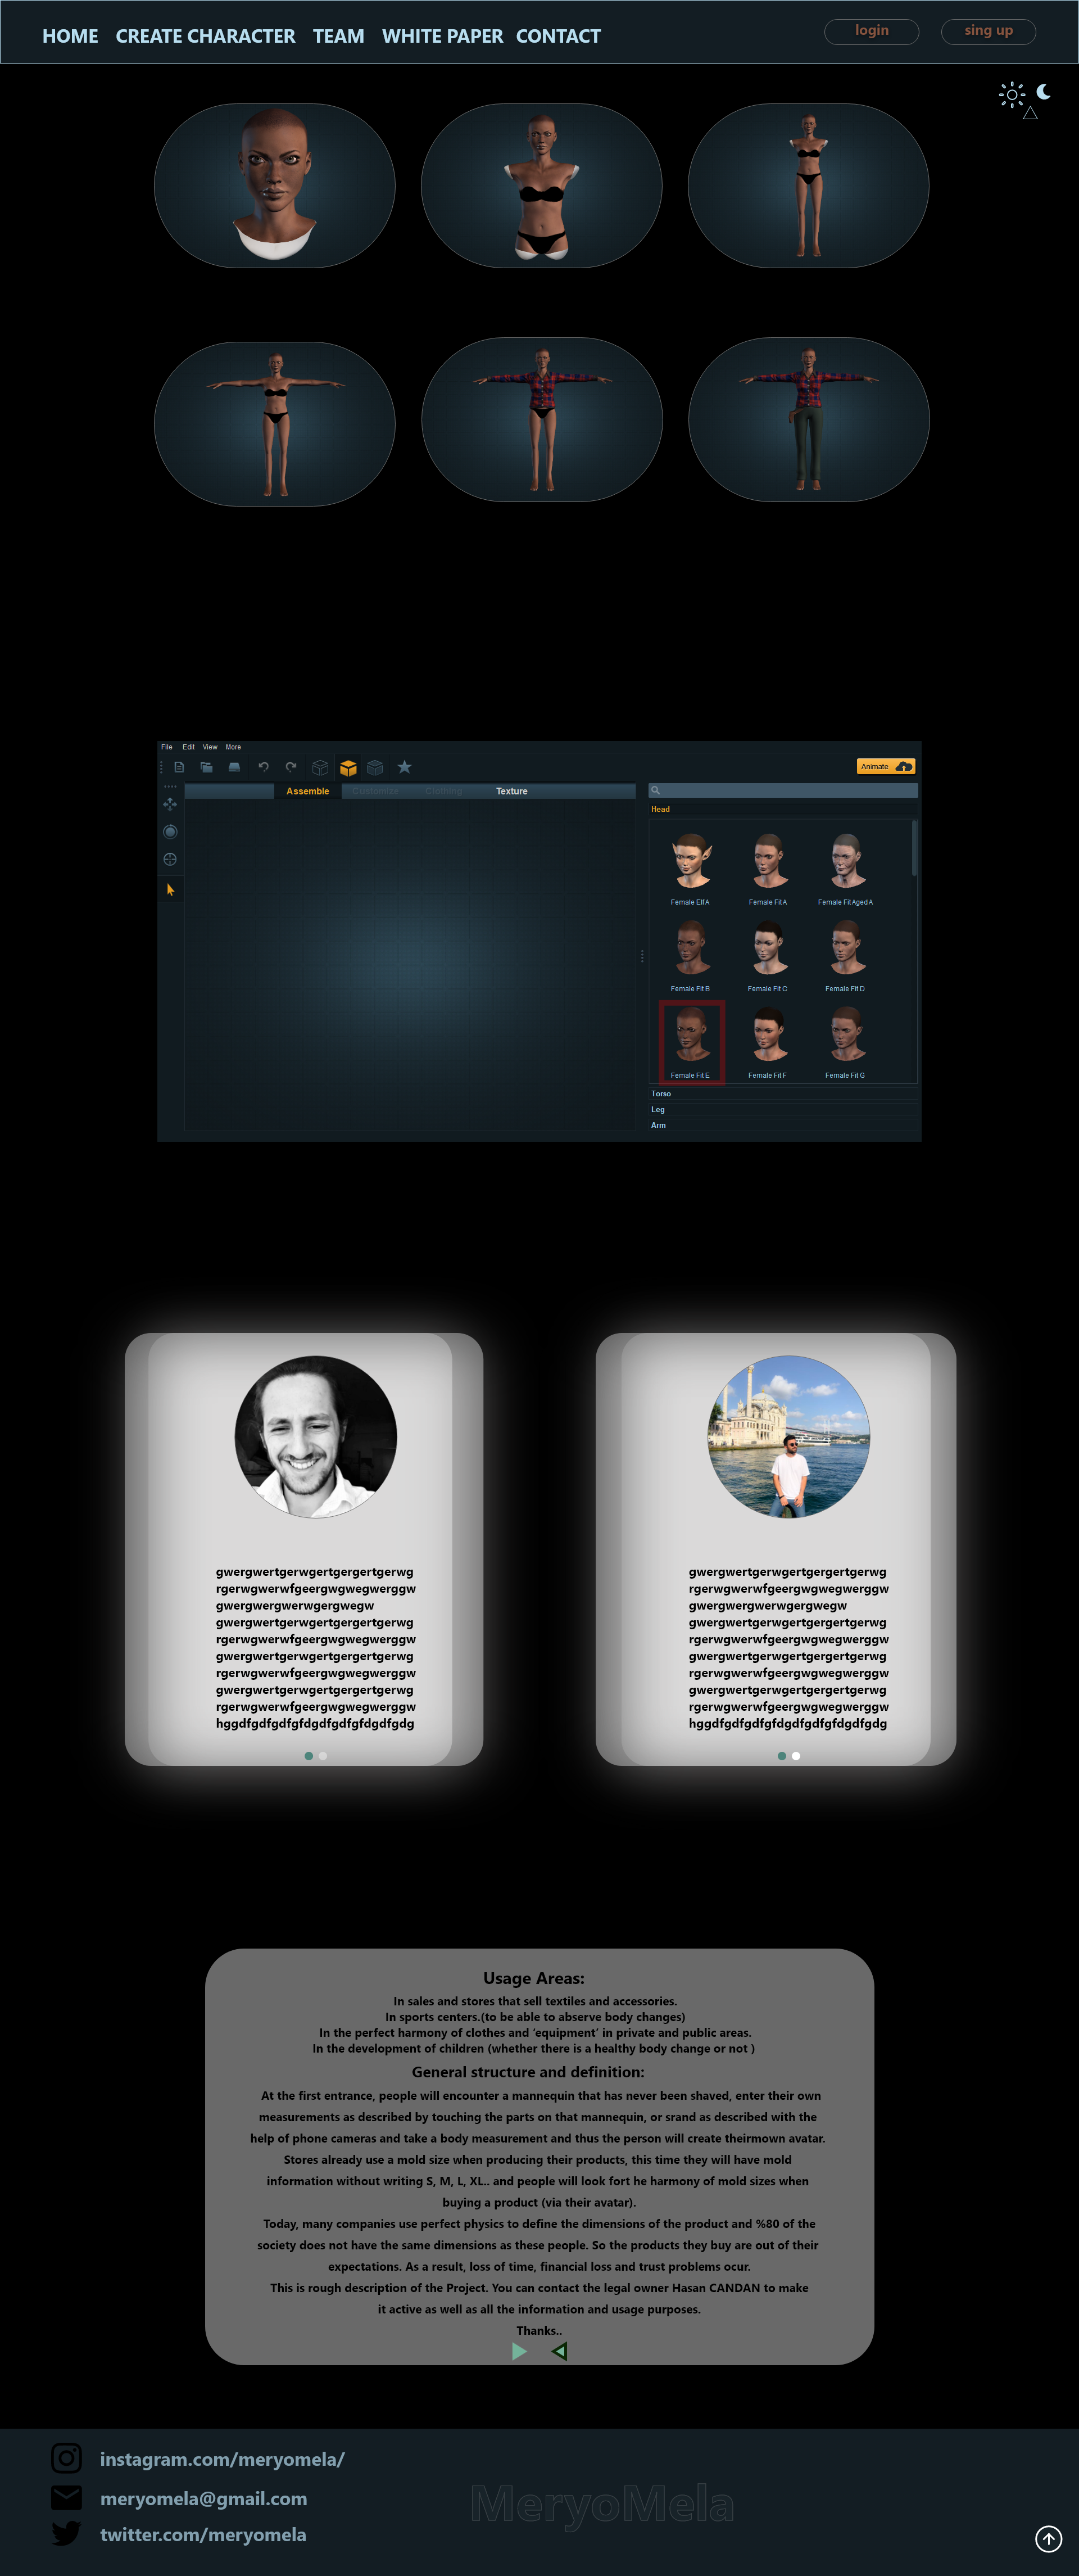 HOME CREATE CHARACTER TEAM WHITE PAPER CONTACT login sing up
File Edit View More
Animate
Assemble Customize Clothing Texture
Head
Female Elf A Female Fit A Female Fit Aged A
Female Fit B Female Fit C Female Fit D
Female Fit E Female Fit F Female Fit G
Torso
Leg
Arm
gwergwertgerwgertgergertgerwg
rgerwgwerwfgeergwgwegwerggw
gwergwergwerwgergwegw
gwergwertgerwgertgergertgerwg
rgerwgwerwfgeergwgwegwerggw
gwergwertgerwgertgergertgerwg
rgerwgwerwfgeergwgwegwerggw
gwergwertgerwgertgergertgerwg
rgerwgwerwfgeergwgwegwerggw
hggdfgdfgdfgfdgdfgdfgfdgdfgdg
gwergwertgerwgertgergertgerwg
rgerwgwerwfgeergwgwegwerggw
gwergwergwerwgergwegw
gwergwertgerwgertgergertgerwg
rgerwgwerwfgeergwgwegwerggw
gwergwertgerwgertgergertgerwg
rgerwgwerwfgeergwgwegwerggw
gwergwertgerwgertgergertgerwg
rgerwgwerwfgeergwgwegwerggw
hggdfgdfgdfgfdgdfgdfgfdgdfgdg
Usage Areas:
In sales and stores that sell textiles and accessories.
In sports centers.(to be able to abserve body changes)
In the perfect harmony of clothes and ‘equipment’ in private and public areas.
In the development of children (whether there is a healthy body change or not )
General structure and definition:
At the first entrance, people will encounter a mannequin that has never been shaved, enter their own
measurements as described by touching the parts on that mannequin, or srand as described with the
help of phone cameras and take a body measurement and thus the person will create theirmown avatar.
Stores already use a mold size when producing their products, this time they will have mold
information without writing S, M, L, XL.. and people will look fort he harmony of mold sizes when
buying a product (via their avatar).
Today, many companies use perfect physics to define the dimensions of the product and %80 of the
society does not have the same dimensions as these people. So the products they buy are out of their
expectations. As a result, loss of time, financial loss and trust problems ocur.
This is rough description of the Project. You can contact the legal owner Hasan CANDAN to make
it active as well as all the information and usage purposes.
Thanks..
instagram.com/meryomela/
meryomela@gmail.com
twitter.com/meryomela
MeryoMela